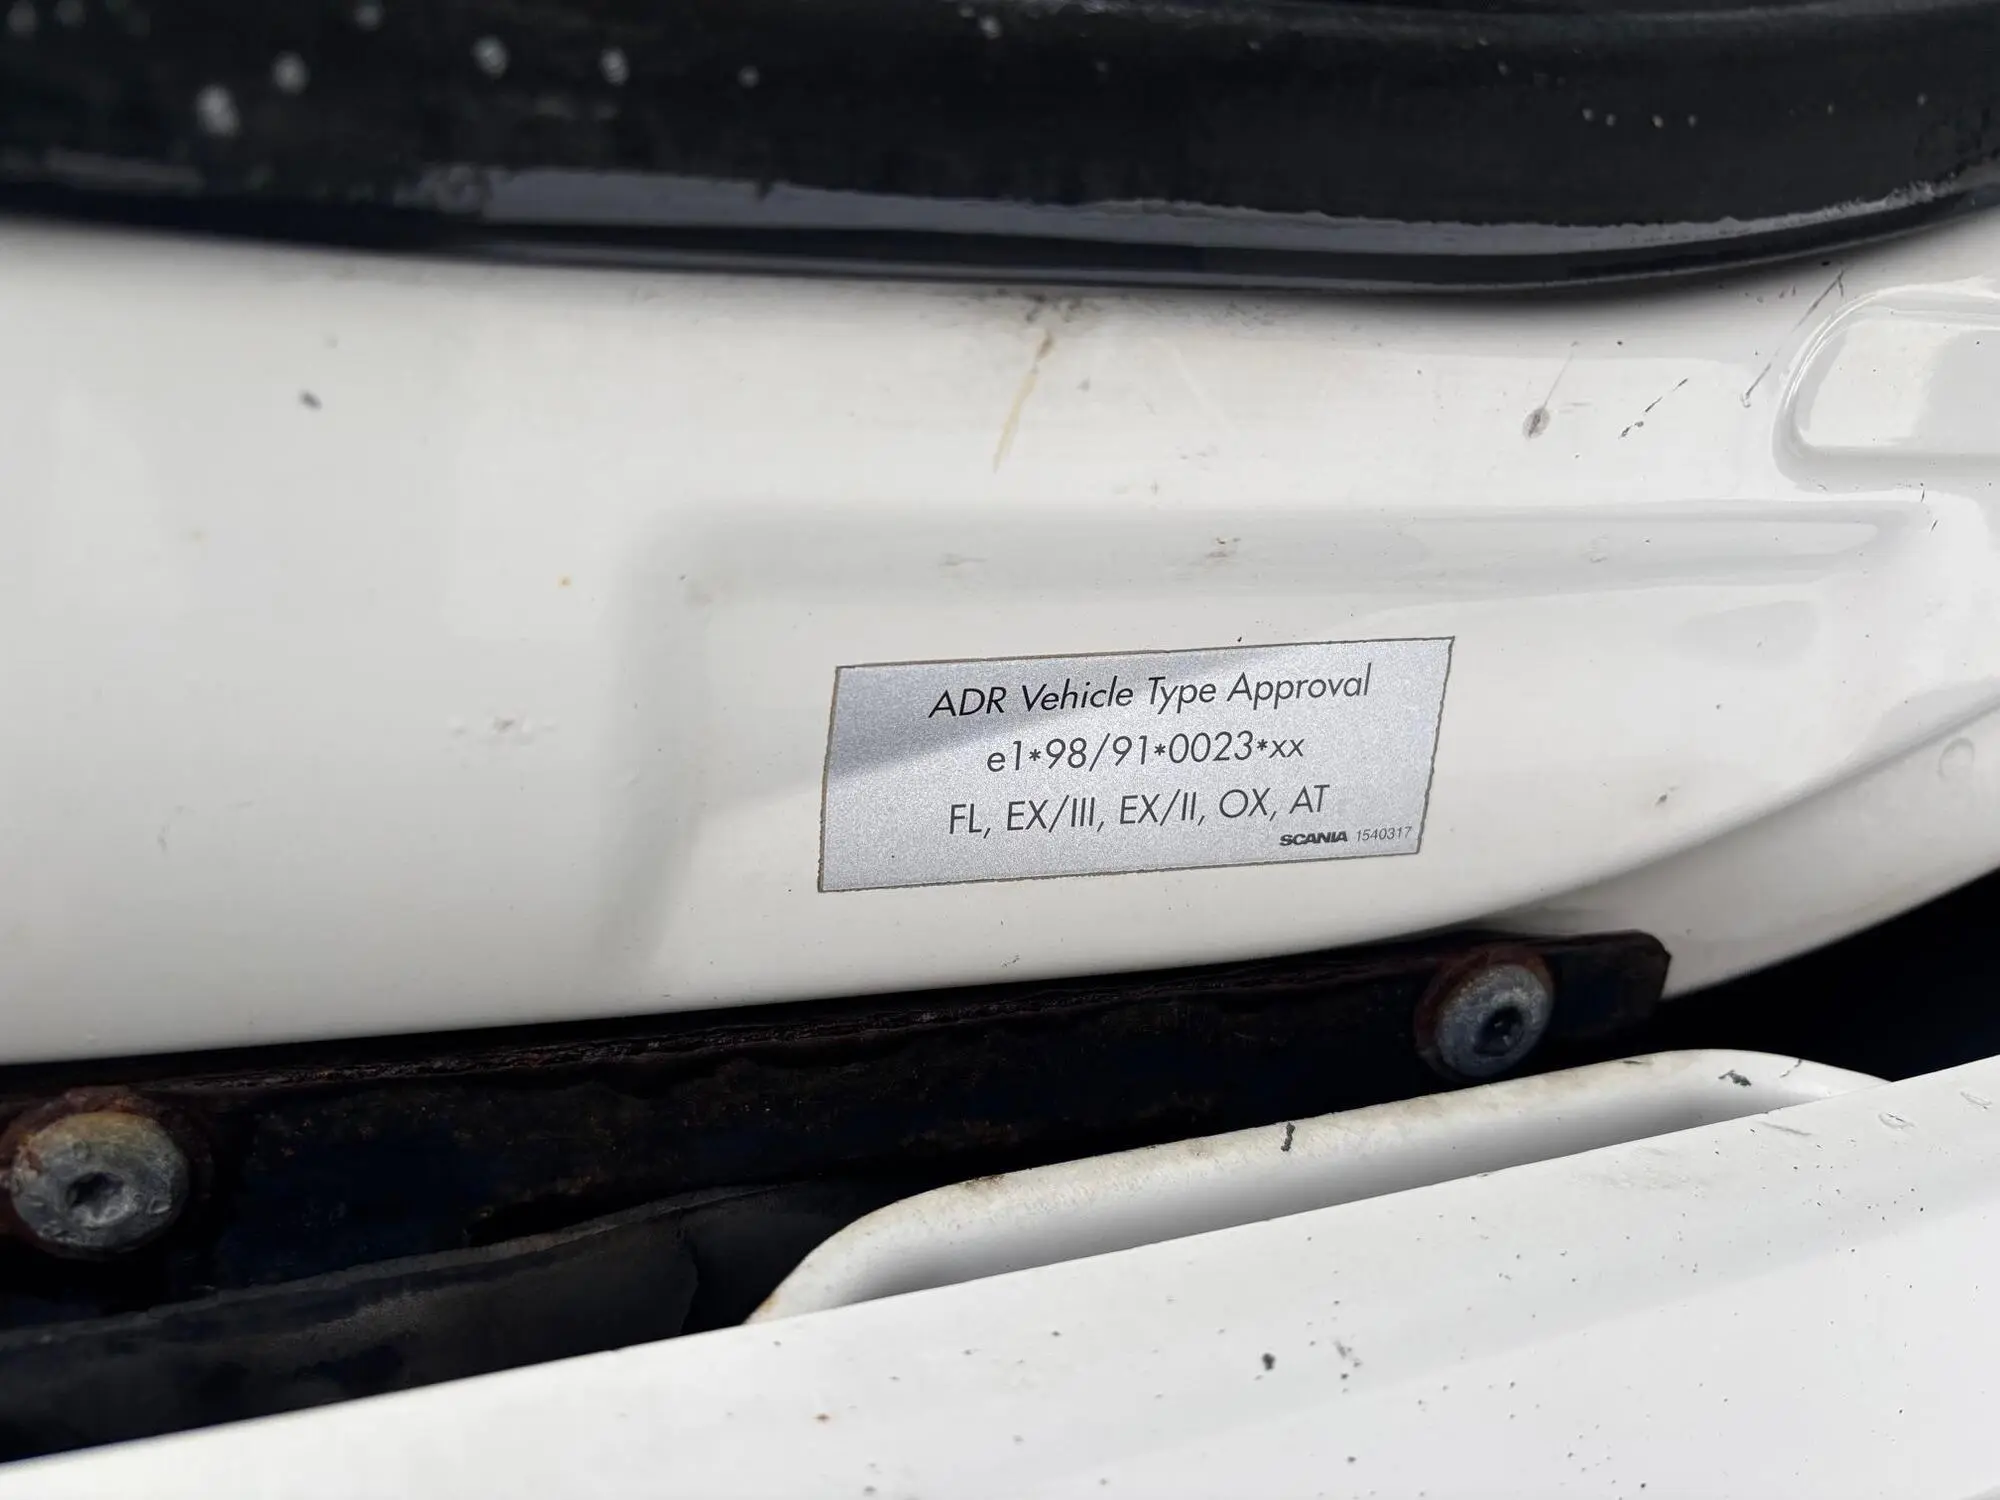 ADR Vehicle Type Approval
e1*98/91*0023*xx
FL, EX/III, EX/II, OX, AT
SCANIA 1540317